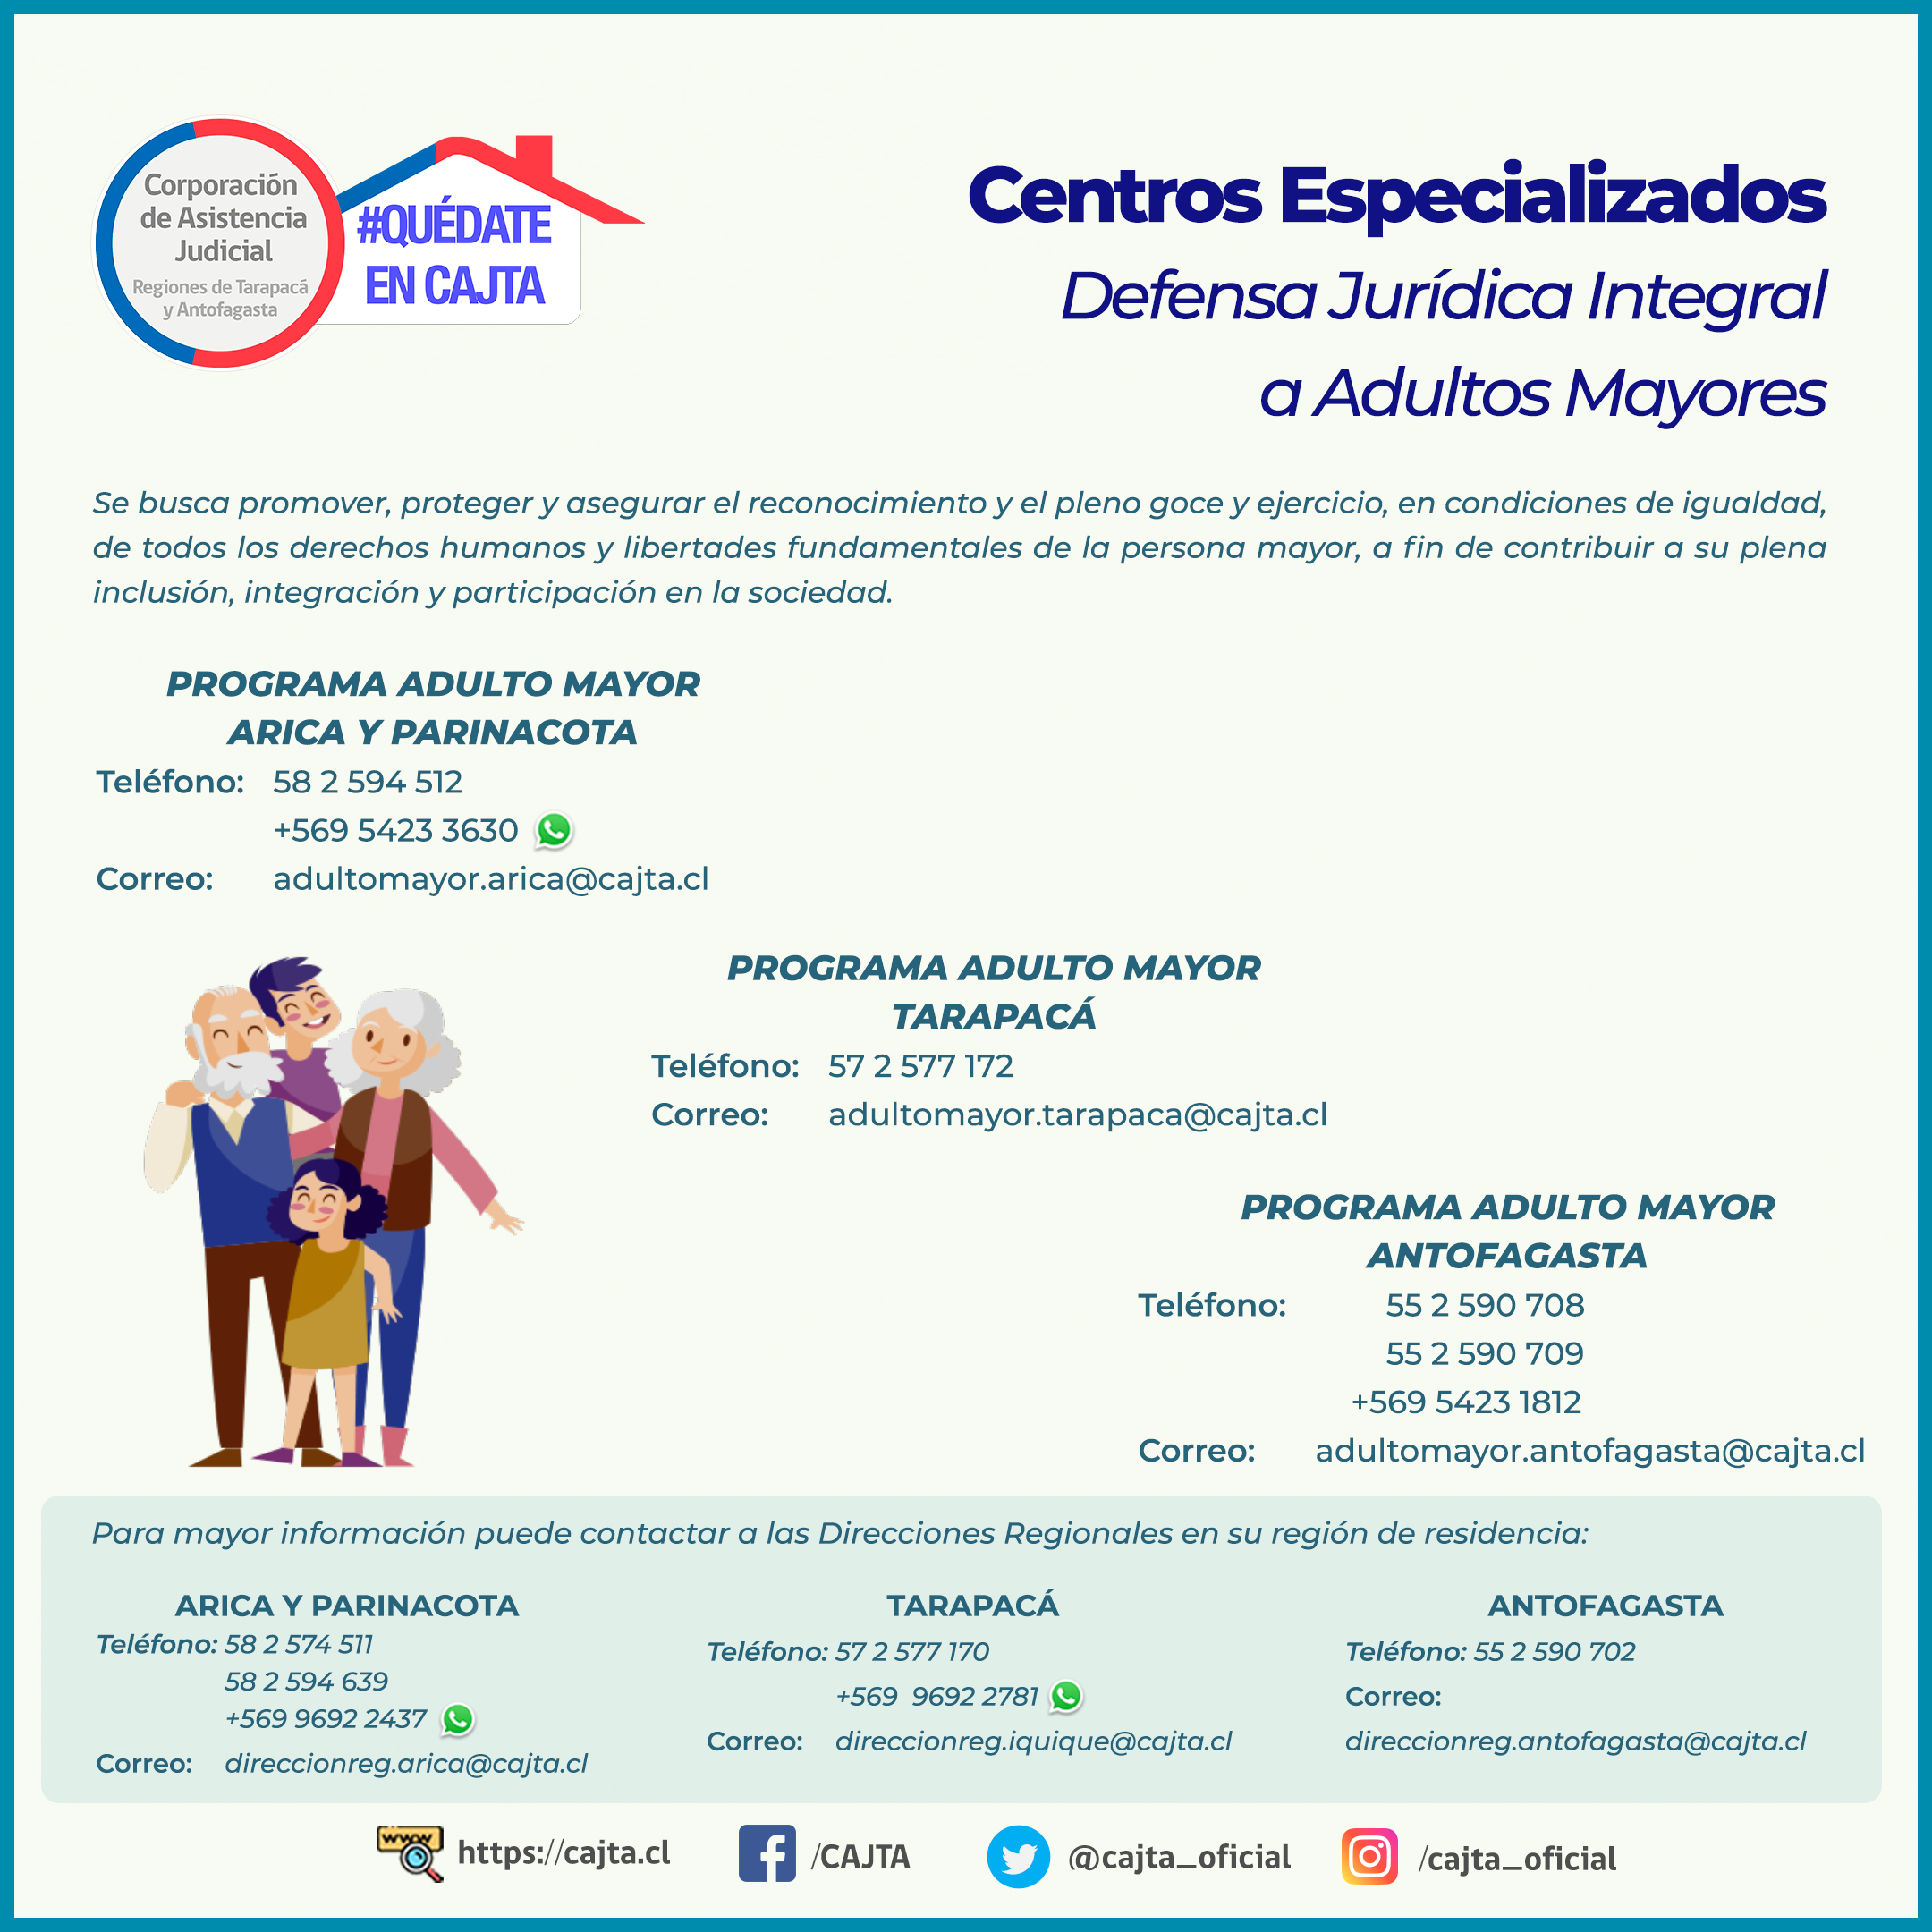 Corporación
de Asistencia
Judicial
Regiones de Tarapacá
y Antofagasta
#QUÉDATE
EN CAJTA
Centros Especializados
Defensa Jurídica Integral
a Adultos Mayores
Se busca promover, proteger y asegurar el reconocimiento y el pleno goce y ejercicio, en condiciones de igualdad,
de todos los derechos humanos y libertades fundamentales de la persona mayor, a fin de contribuir a su plena
inclusión, integración y participación en la sociedad.
PROGRAMA ADULTO MAYOR
ARICA Y PARINACOTA
Teléfono: 58 2 594 512
+569 5423 3630
Correo: adultomayor.arica@cajta.cl
PROGRAMA ADULTO MAYOR
TARAPACÁ
Teléfono: 57 2 577 172
Correo: adultomayor.tarapaca@cajta.cl
PROGRAMA ADULTO MAYOR
ANTOFAGASTA
Teléfono: 55 2 590 708
55 2 590 709
+569 5423 1812
Correo: adultomayor.antofagasta@cajta.cl
Para mayor información puede contactar a las Direcciones Regionales en su región de residencia:
ARICA Y PARINACOTA
Teléfono: 58 2 574 511
58 2 594 639
+569 9692 2437
Correo: direccionreg.arica@cajta.cl
TARAPACÁ
Teléfono: 57 2 577 170
+569 9692 2781
Correo: direccionreg.iquique@cajta.cl
ANTOFAGASTA
Teléfono: 55 2 590 702
Correo:
direccionreg.antofagasta@cajta.cl
www
https://cajta.cl
/CAJTA
@cajta_oficial
/cajta_oficial